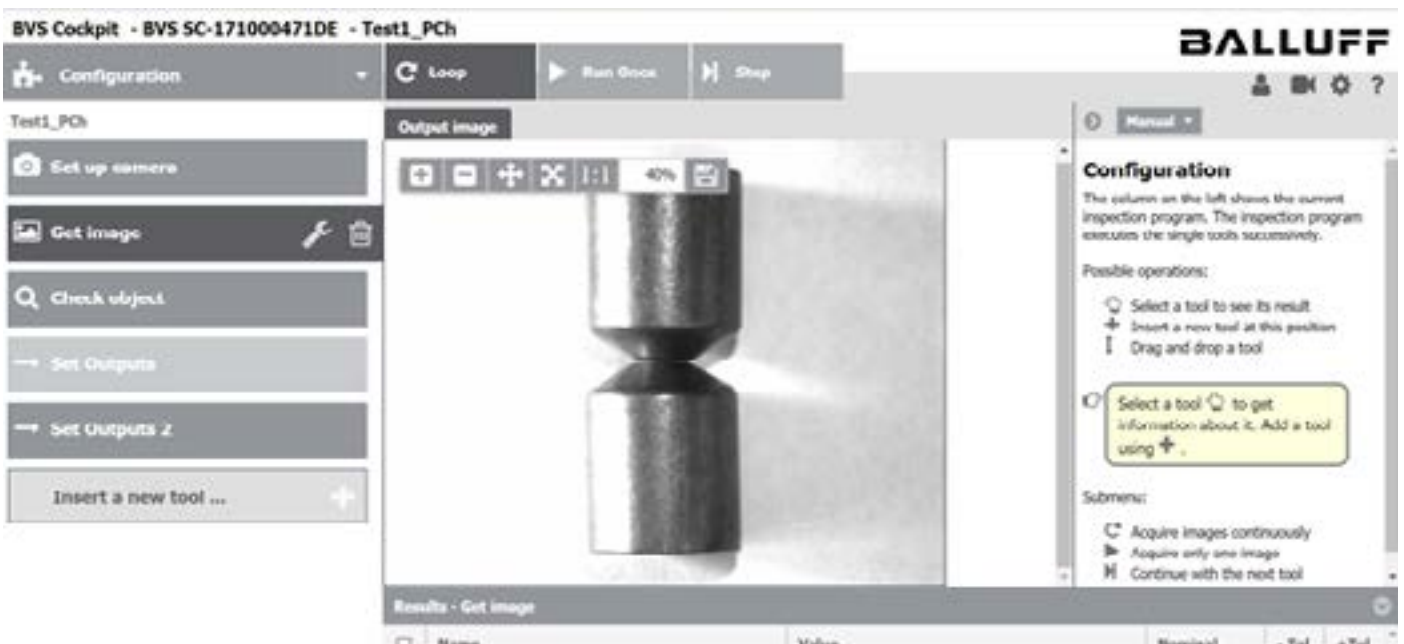 BVS Cockpit - BVS SC-171000471DE - Test1_PCh
BALLUFF
Configuration
Loop
Run Once
Step
?
Test1_PCh
Set up camera
Get image
Check object
Set Outputs
Set Outputs 2
Insert a new tool ...
Output image
1:1
40%
Manual
Configuration
The column on the left shows the current
inspection program. The inspection program
executes the single tools successively.
Possible operations:
Select a tool to see its result
Insert a new tool at this position
Drag and drop a tool
Select a tool to get
information about it. Add a tool
using .
Submenu:
Acquire images continuously
Acquire only one image
Continue with the next tool
Results - Get image
Name Value Nominal - Tol + Tol